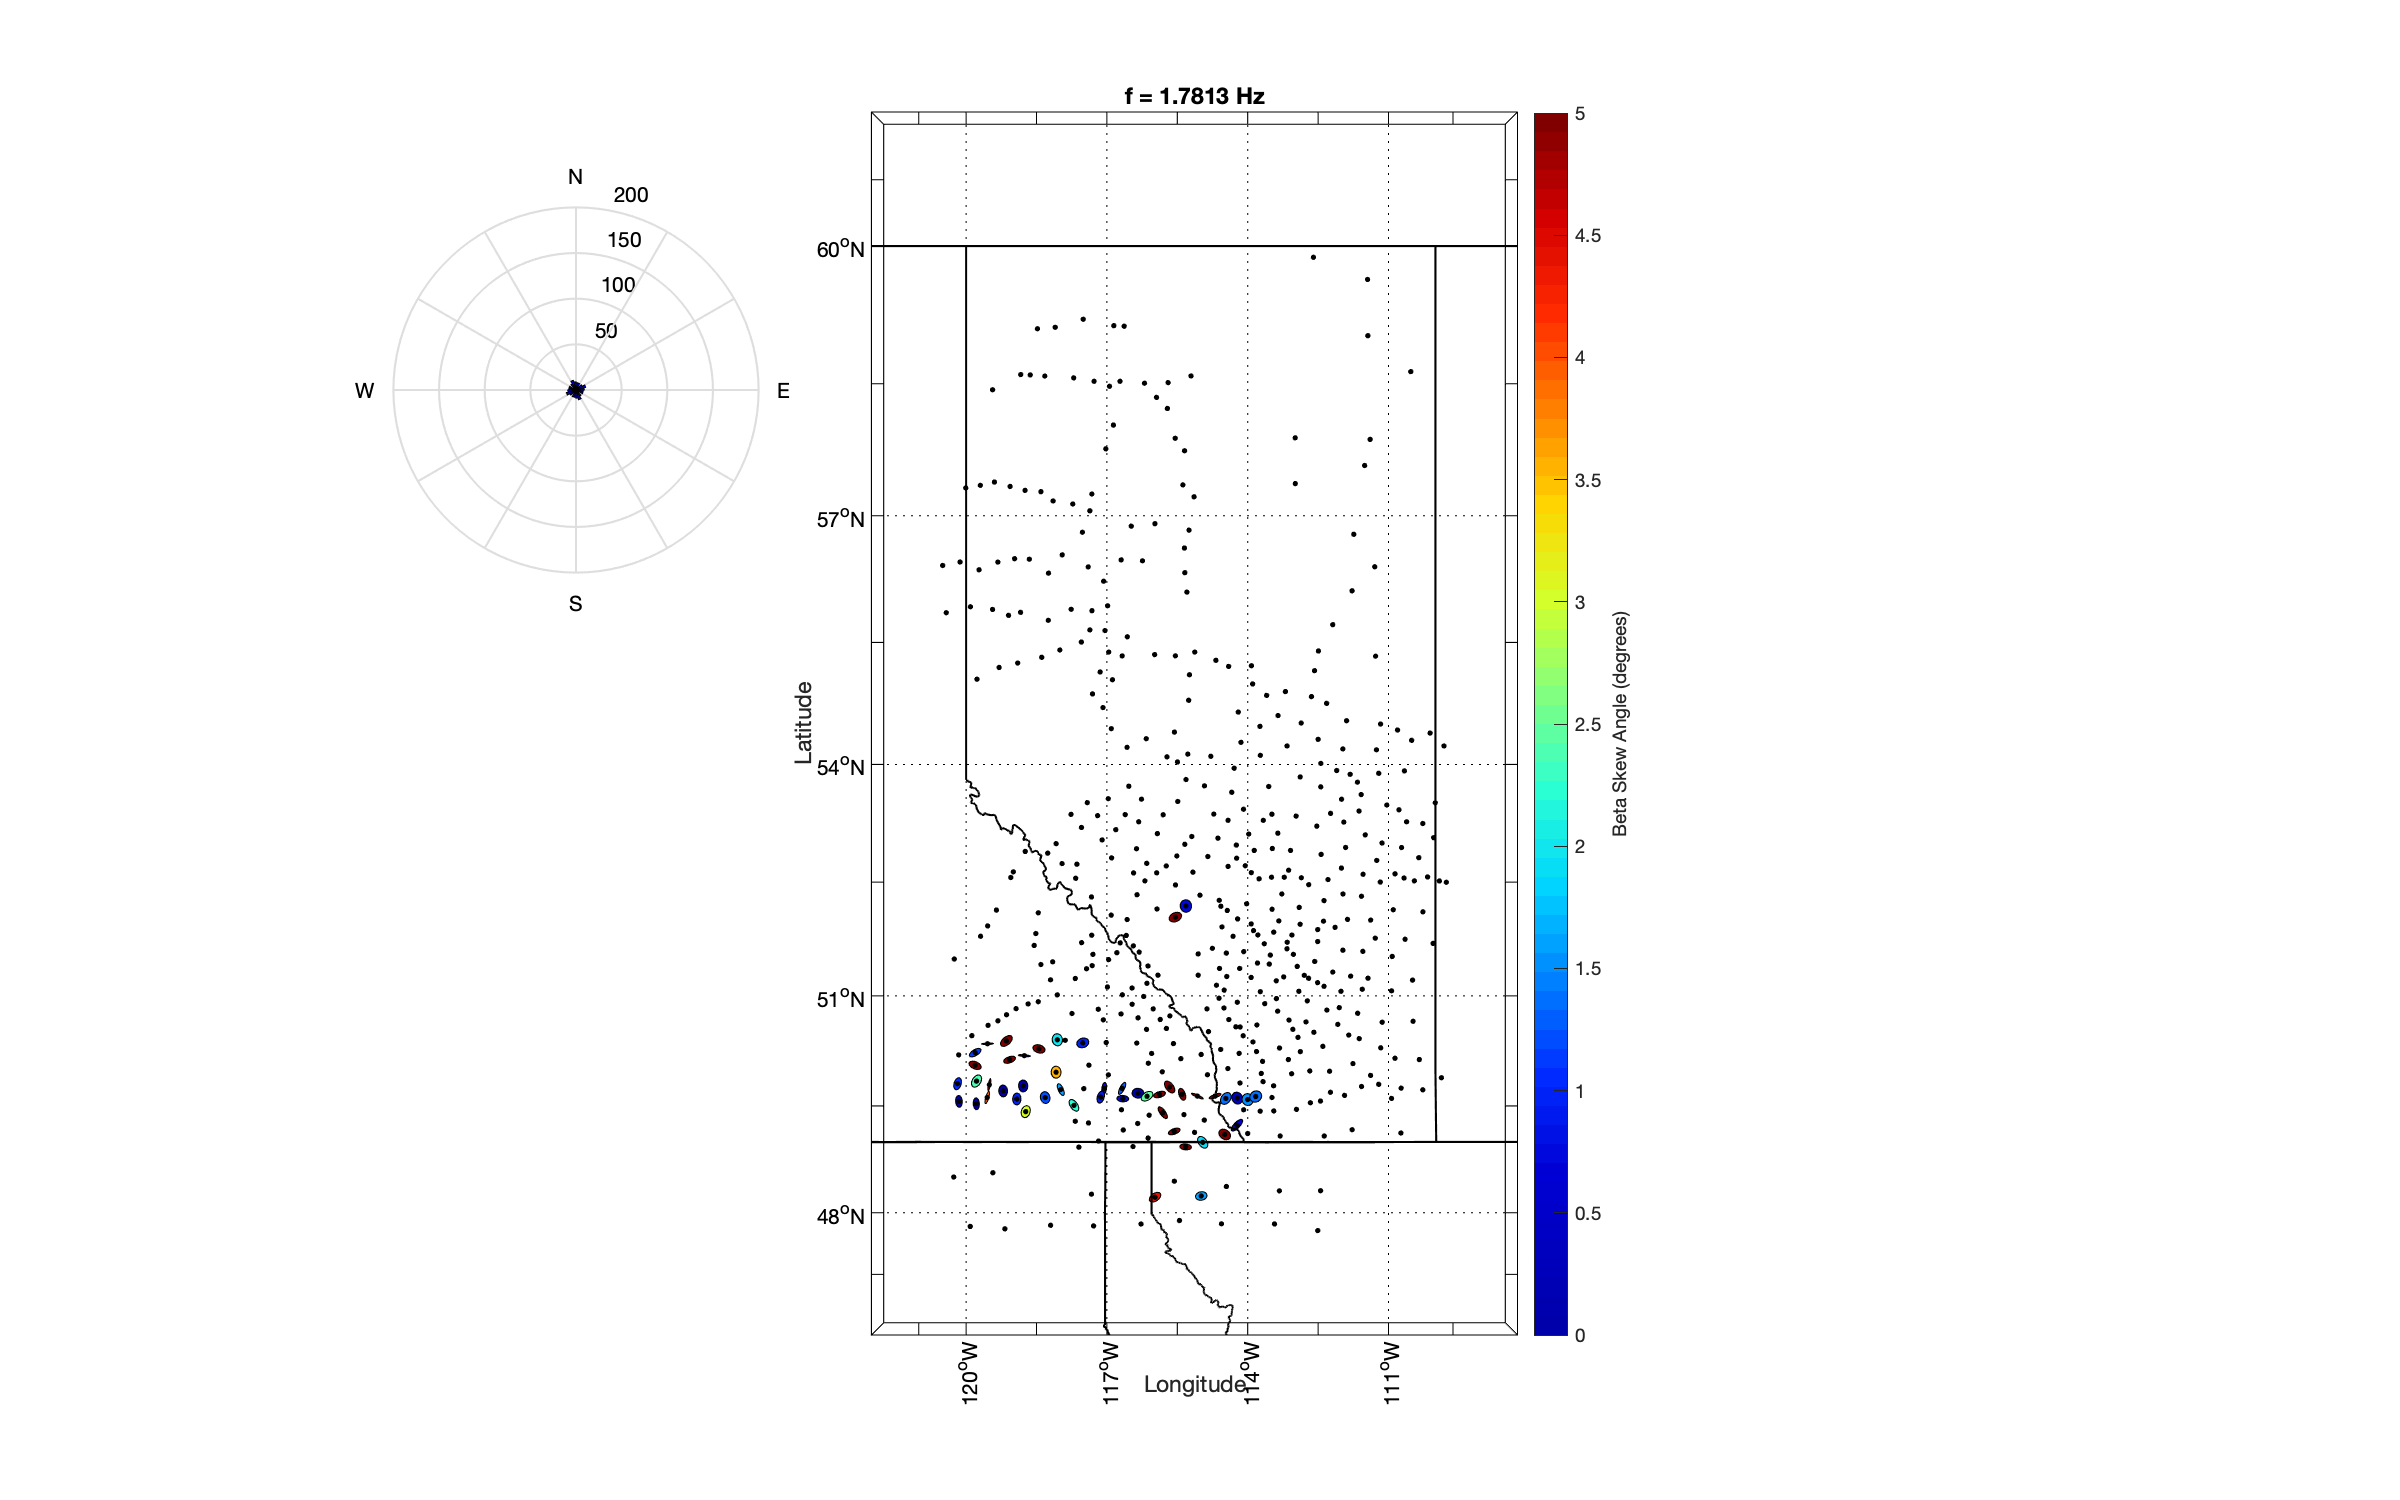 f = 1.7813 Hz
N
200
150
100
50
W
E
S
60°N
57°N
54°N
51°N
48°N
Latitude
120°W
117°W
114°W
111°W
Longitude
5
4.5
4
3.5
3
2.5
2
1.5
1
0.5
0
Beta Skew Angle (degrees)